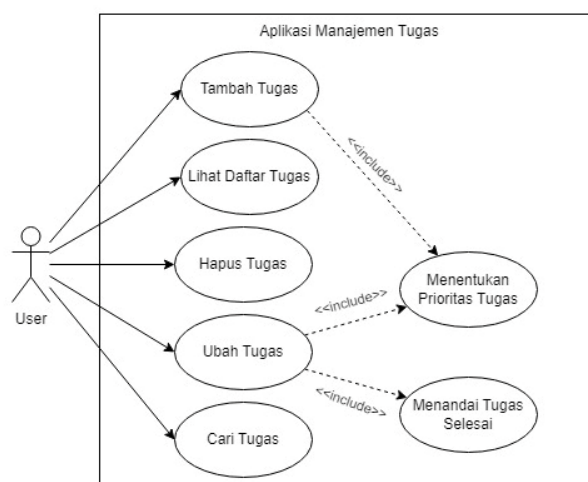 Aplikasi Manajemen Tugas
Tambah Tugas
<<include>>
Lihat Daftar Tugas
Hapus Tugas
Menentukan
Prioritas Tugas
<<include>>
User
Ubah Tugas
<<include>>
Menandai Tugas
Selesai
Cari Tugas